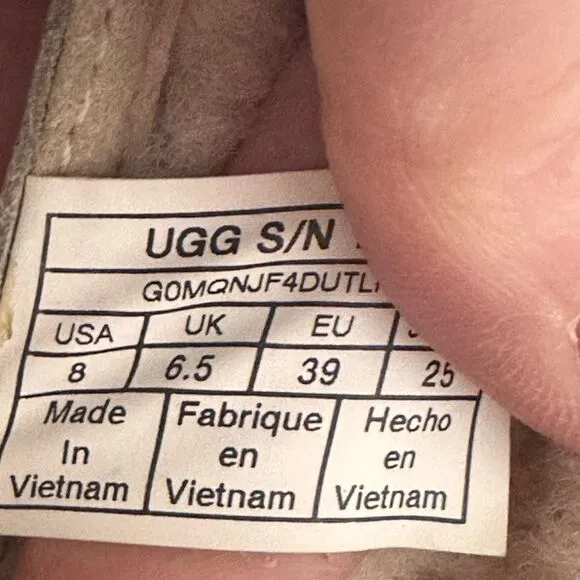 UGG S/N
G0MQNJF4DUTL
USA UK EU
8 6.5 39 25
Made Fabrique Hecho
In en en
Vietnam Vietnam Vietnam